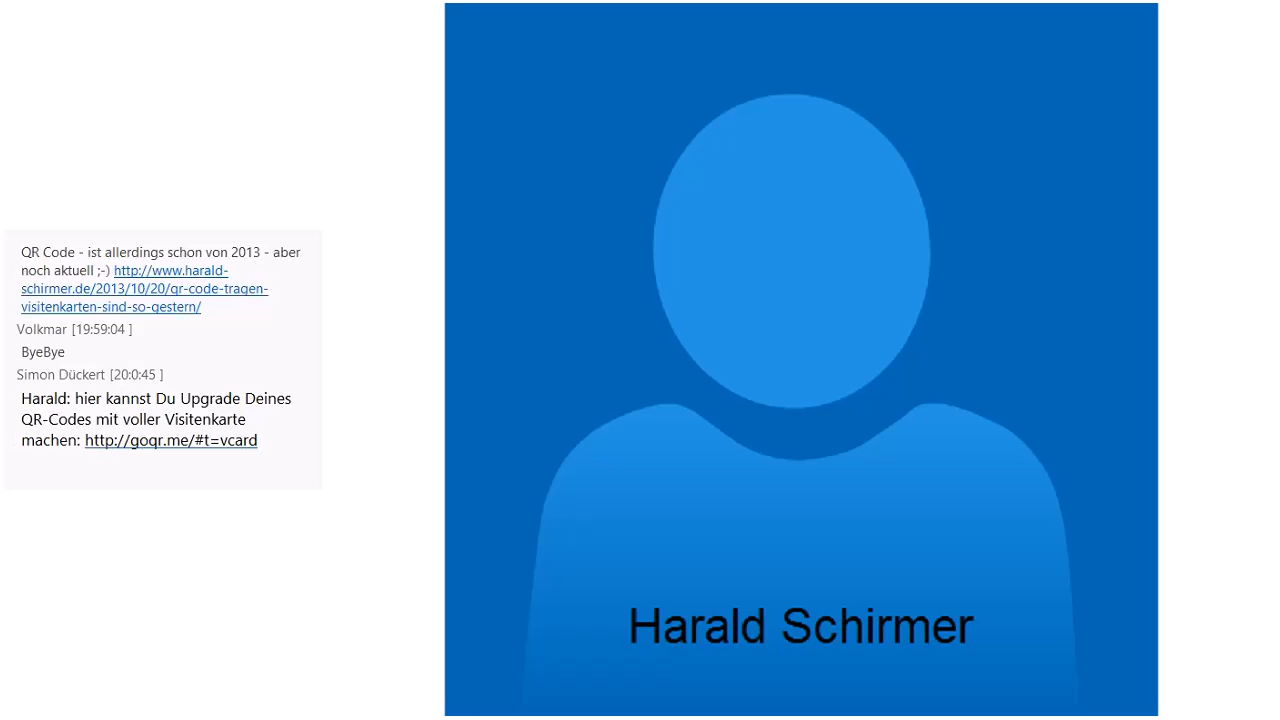 QR Code - ist allerdings schon von 2013 - aber
noch aktuell ;-) http://www.harald-
schirmer.de/2013/10/20/qr-code-tragen-
visitenkarten-sind-so-gestern/
Volkmar [19:59:04 ]
ByeBye
Simon Dückert [20:0:45 ]
Harald: hier kannst Du Upgrade Deines
QR-Codes mit voller Visitenkarte
machen: http://goqr.me/#t=vcard
Harald Schirmer